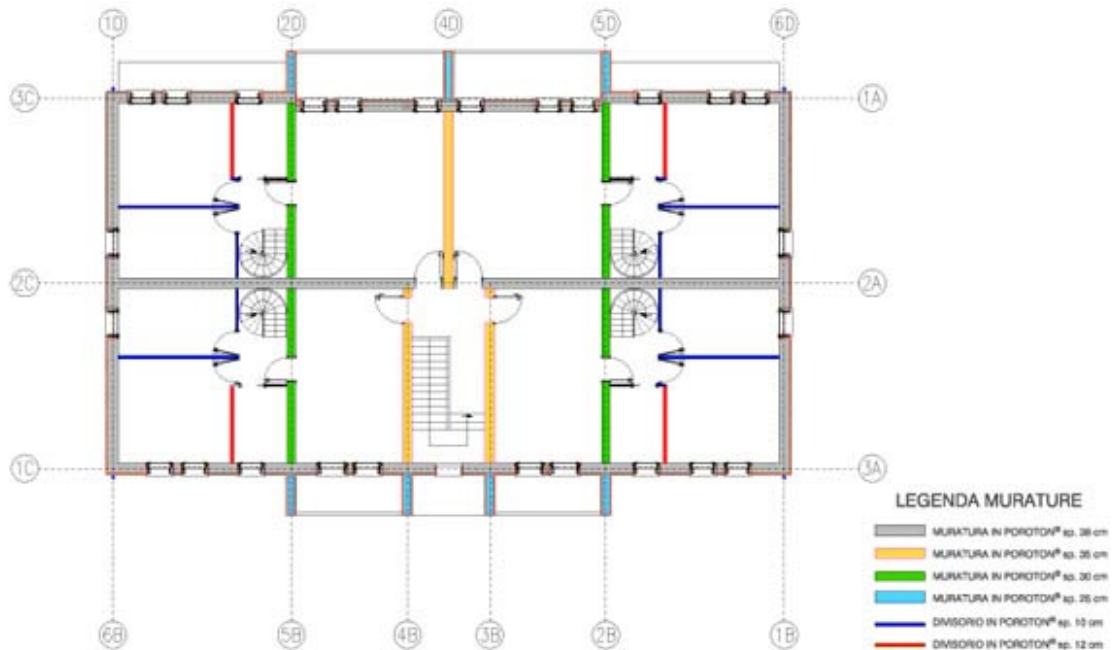 1D 2D 4D 5D 6D
3C 1A
2C 2A
1C 3A
6B 5B 4B 3B 2B 1B
LEGENDA MURATURE
MURATURA IN POROTON® sp. 38 cm
MURATURA IN POROTON® sp. 35 cm
MURATURA IN POROTON® sp. 30 cm
MURATURA IN POROTON® sp. 25 cm
DIVISORIO IN POROTON® sp. 10 cm
DIVISORIO IN POROTON® sp. 12 cm